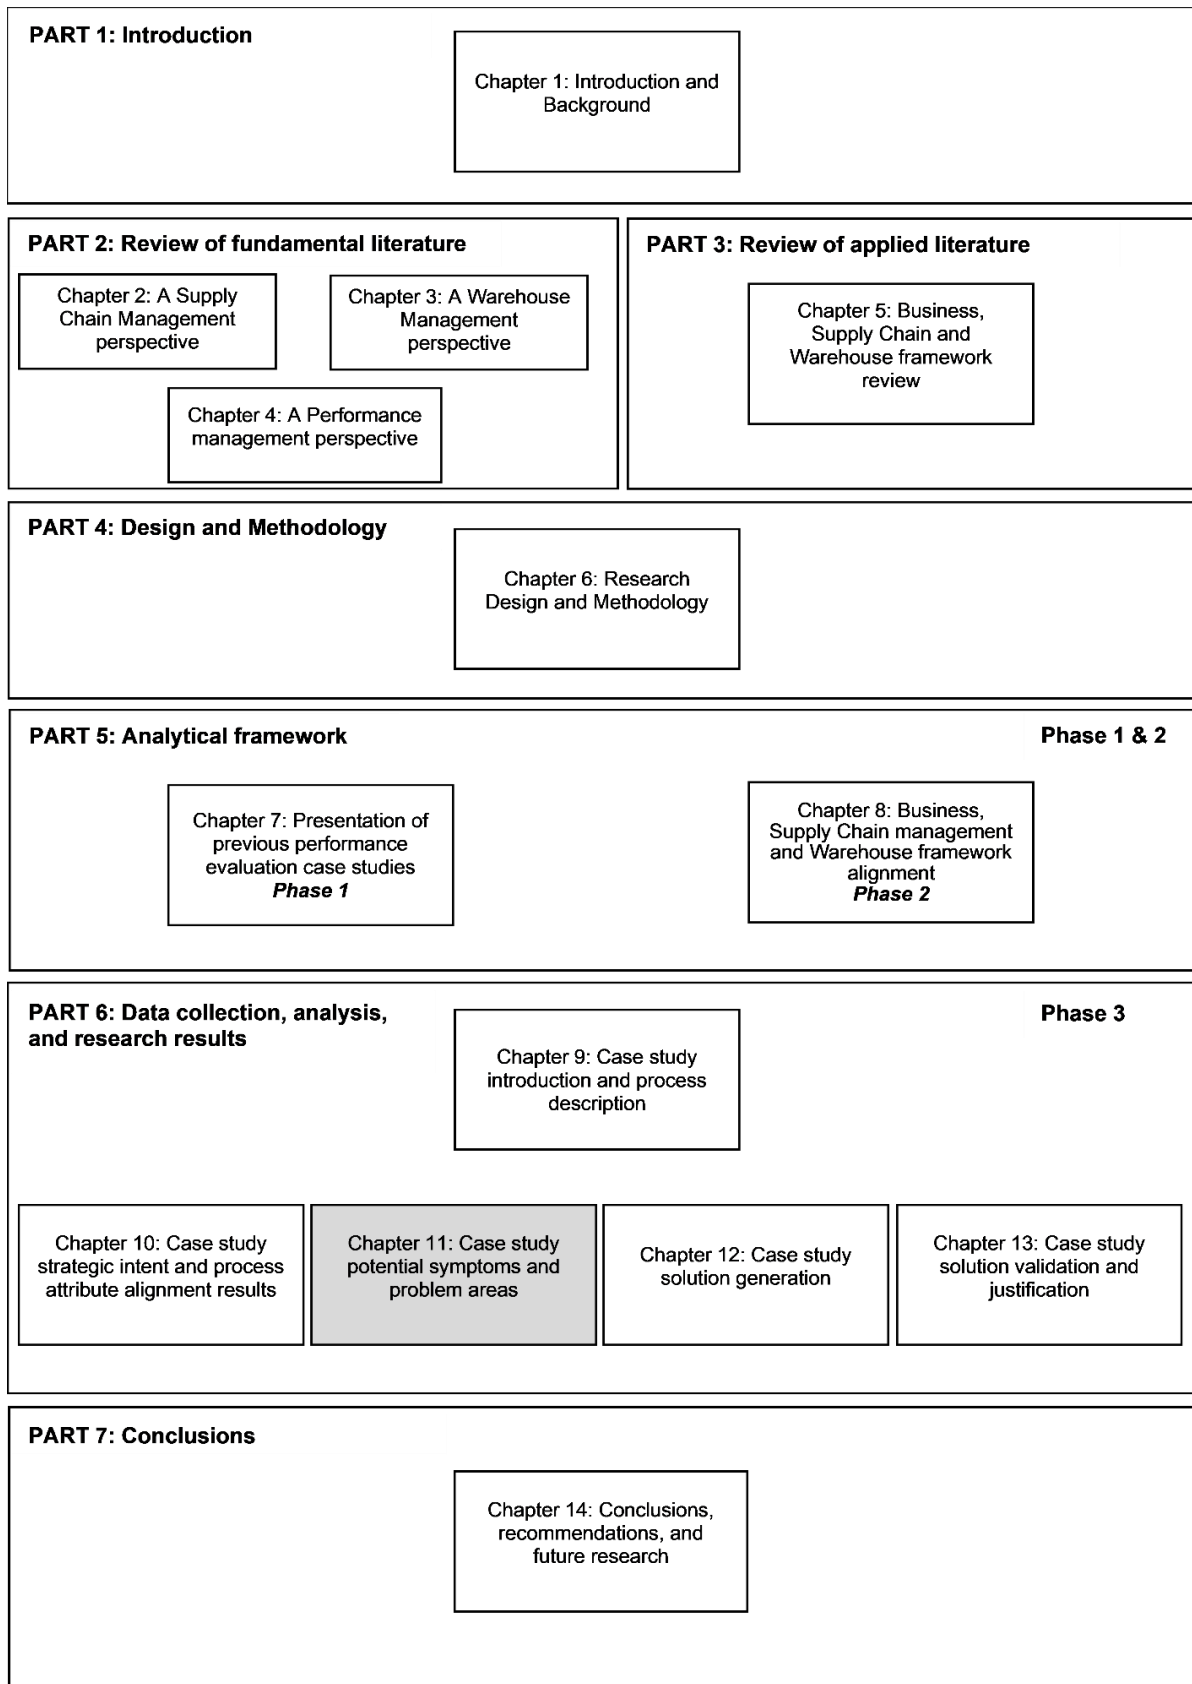 PART 1: Introduction
Chapter 1: Introduction and
Background
PART 2: Review of fundamental literature
Chapter 2: A Supply
Chain Management
perspective
Chapter 3: A Warehouse
Management
perspective
Chapter 4: A Performance
management perspective
PART 3: Review of applied literature
Chapter 5: Business,
Supply Chain and
Warehouse framework
review
PART 4: Design and Methodology
Chapter 6: Research
Design and Methodology
PART 5: Analytical framework
Phase 1 & 2
Chapter 7: Presentation of
previous performance
evaluation case studies
Phase 1
Chapter 8: Business,
Supply Chain management
and Warehouse framework
alignment
Phase 2
PART 6: Data collection, analysis,
and research results
Phase 3
Chapter 9: Case study
introduction and process
description
Chapter 10: Case study
strategic intent and process
attribute alignment results
Chapter 11: Case study
potential symptoms and
problem areas
Chapter 12: Case study
solution generation
Chapter 13: Case study
solution validation and
justification
PART 7: Conclusions
Chapter 14: Conclusions,
recommendations, and
future research